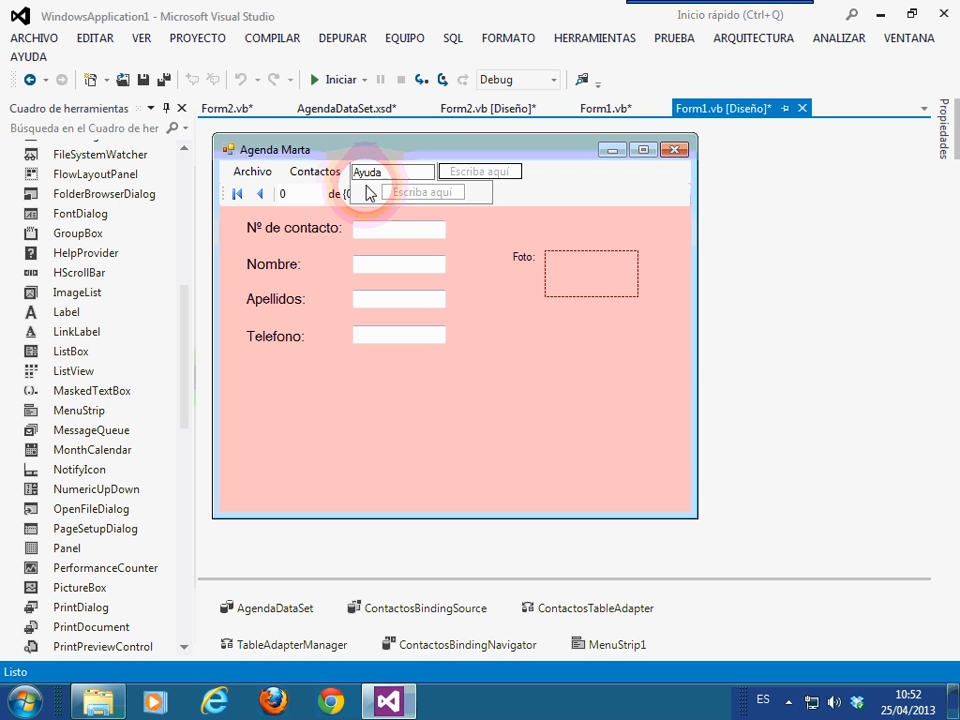 WindowsApplication1 - Microsoft Visual Studio
Inicio rápido (Ctrl+Q)
ARCHIVO EDITAR VER PROYECTO COMPILAR DEPURAR EQUIPO SQL FORMATO HERRAMIENTAS PRUEBA ARQUITECTURA ANALIZAR VENTANA
AYUDA
Iniciar Debug
Cuadro de herramientas
Form2.vb* AgendaDataSet.xsd* Form2.vb [Diseño]* Form1.vb* Form1.vb [Diseño]*
Búsqueda en el Cuadro de her
Propiedades
FileSystemWatcher
FlowLayoutPanel
FolderBrowserDialog
FontDialog
GroupBox
HelpProvider
HScrollBar
ImageList
Label
LinkLabel
ListBox
ListView
MaskedTextBox
MenuStrip
MessageQueue
MonthCalendar
NotifyIcon
NumericUpDown
OpenFileDialog
PageSetupDialog
Panel
PerformanceCounter
PictureBox
PrintDialog
PrintDocument
PrintPreviewControl
Agenda Marta
Archivo Contactos Ayuda Escriba aquí
0 de {0 Escriba aquí
Nº de contacto:
Foto:
Nombre:
Apellidos:
Telefono:
AgendaDataSet ContactosBindingSource ContactosTableAdapter
TableAdapterManager ContactosBindingNavigator MenuStrip1
Listo
ES
10:52
25/04/2013